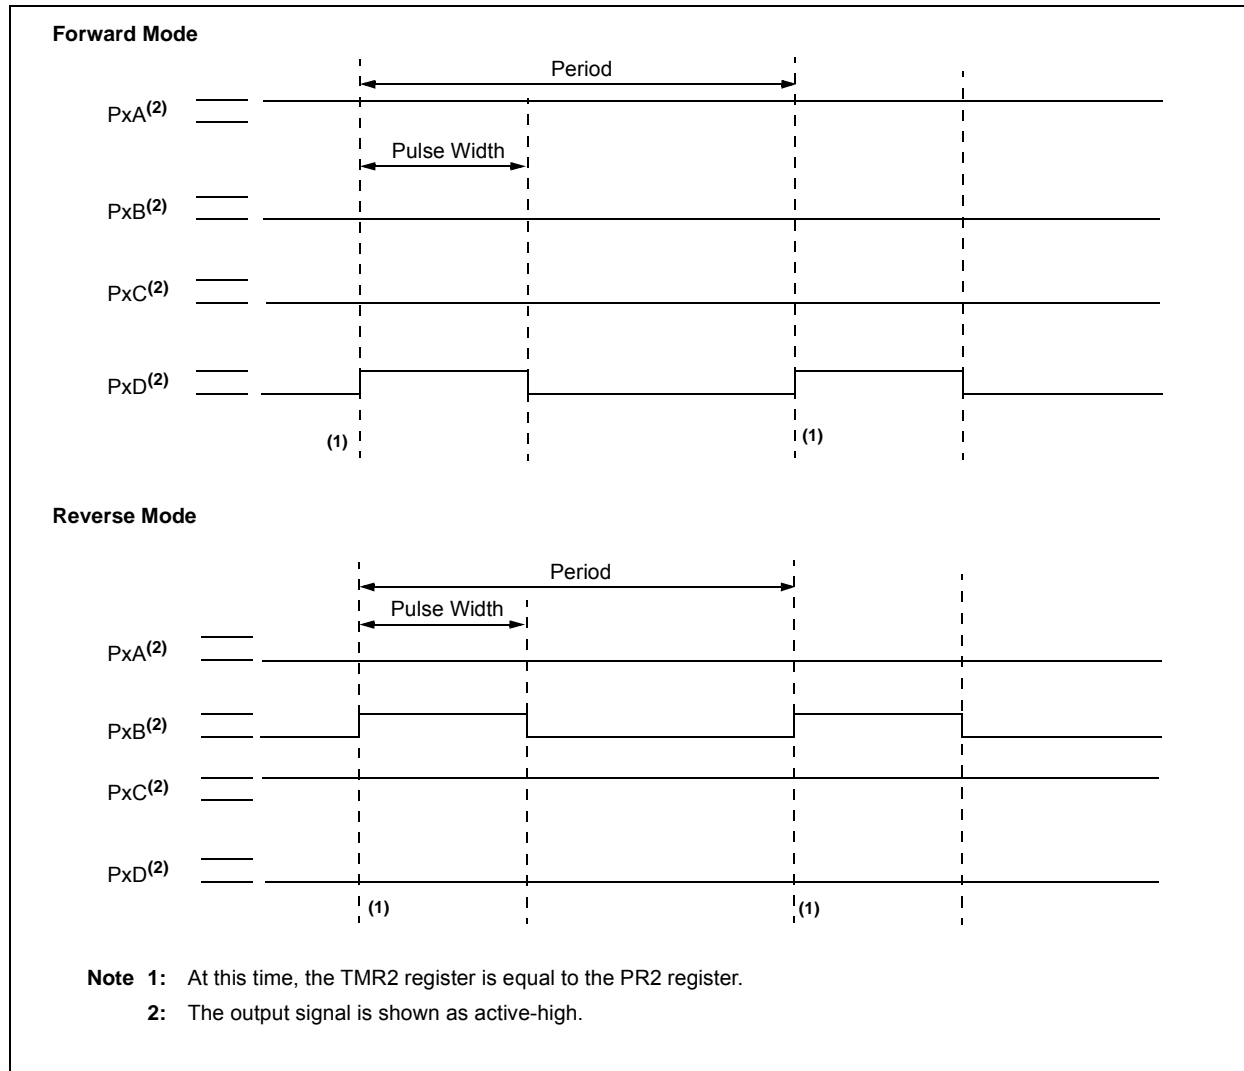 Forward Mode
Period
PxA(2)
Pulse Width
PxB(2)
PxC(2)
PxD(2)
(1)
(1)
Reverse Mode
Period
Pulse Width
PxA(2)
PxB(2)
PxC(2)
PxD(2)
(1)
(1)
Note 1: At this time, the TMR2 register is equal to the PR2 register.
2: The output signal is shown as active-high.